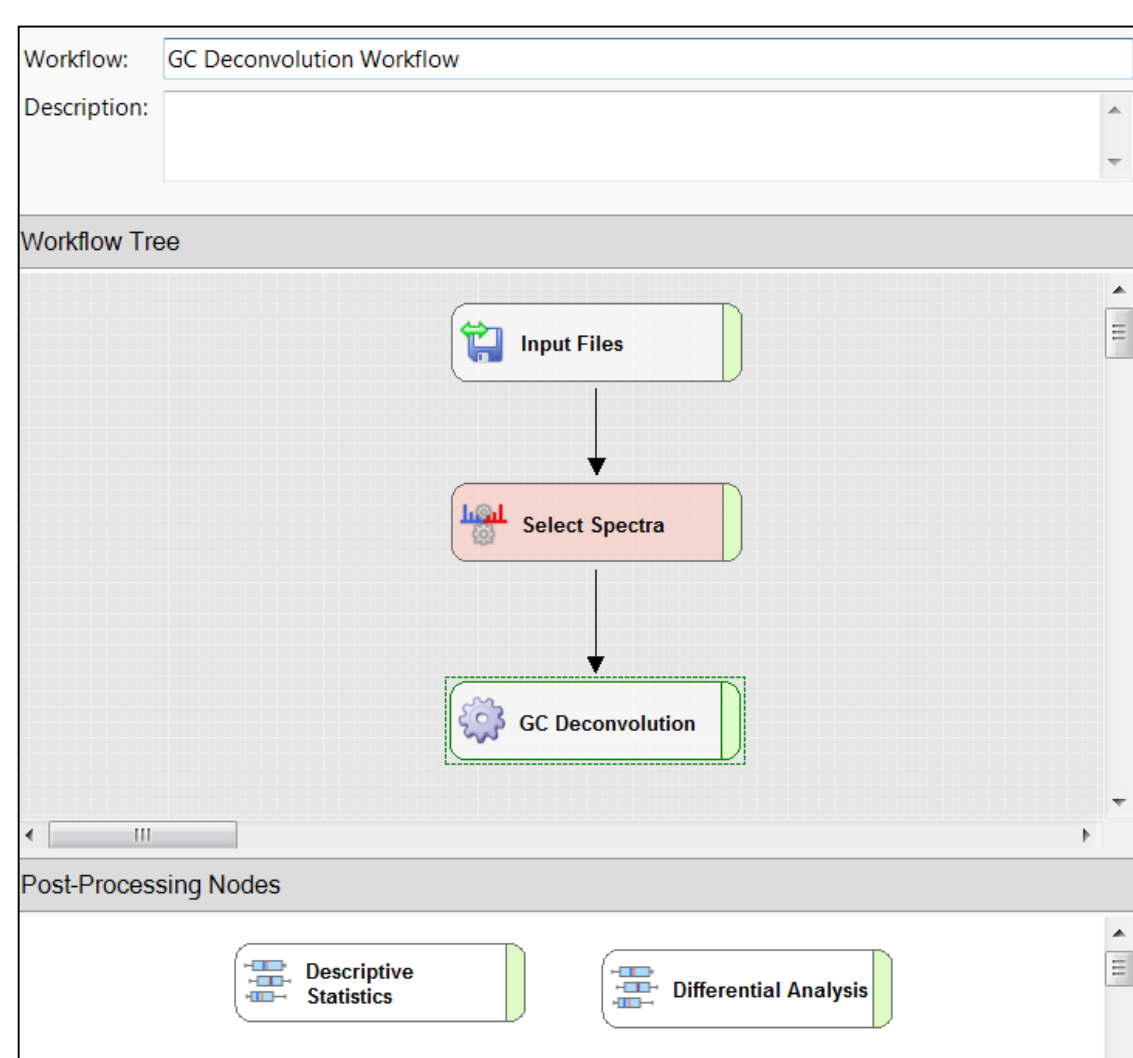 Workflow: GC Deconvolution Workflow
Description:
Workflow Tree
Input Files
Select Spectra
GC Deconvolution
Post-Processing Nodes
Descriptive
Statistics
Differential Analysis